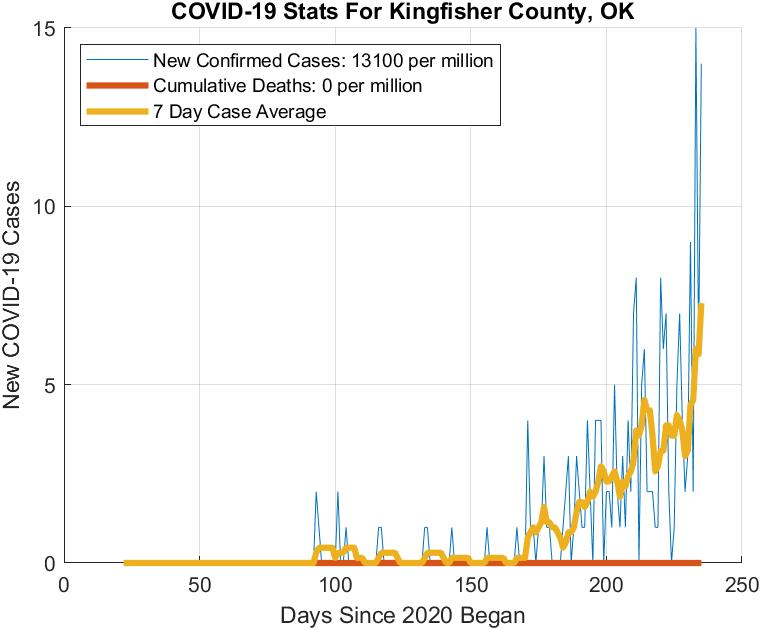 COVID-19 Stats For Kingfisher County, OK
New Confirmed Cases: 13100 per million
Cumulative Deaths: 0 per million
7 Day Case Average
New COVID-19 Cases
15
10
5
0
0 50 100 150 200 250
Days Since 2020 Began